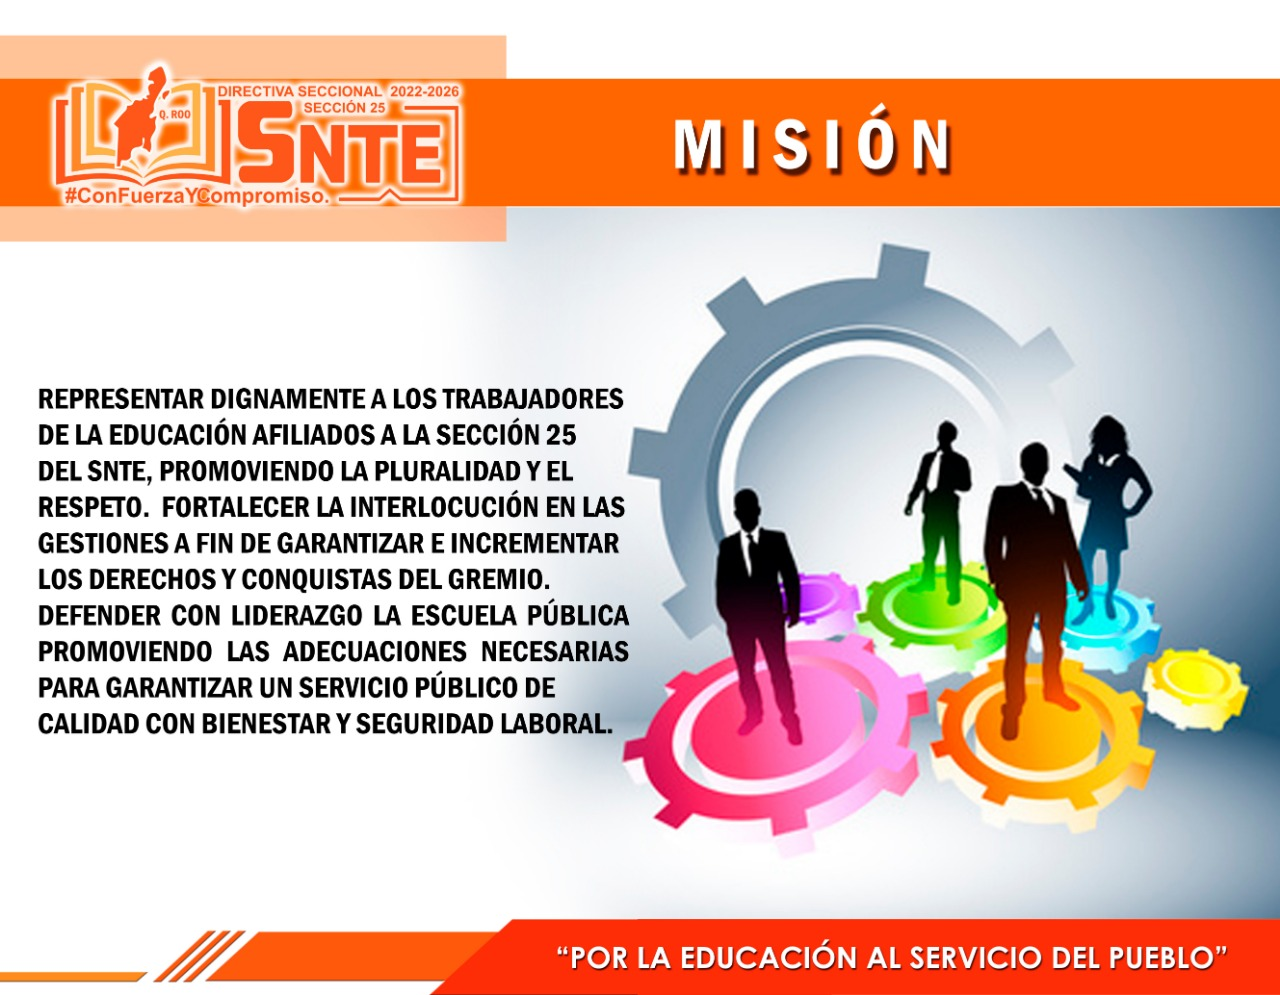 DIRECTIVA SECCIONAL 2022-2026
SECCIÓN 25
Q. ROO
SNTE
#ConFuerzaYCompromiso.
MISIÓN
REPRESENTAR DIGNAMENTE A LOS TRABAJADORES
DE LA EDUCACIÓN AFILIADOS A LA SECCIÓN 25
DEL SNTE, PROMOVIENDO LA PLURALIDAD Y EL
RESPETO. FORTALECER LA INTERLOCUCIÓN EN LAS
GESTIONES A FIN DE GARANTIZAR E INCREMENTAR
LOS DERECHOS Y CONQUISTAS DEL GREMIO.
DEFENDER CON LIDERAZGO LA ESCUELA PÚBLICA
PROMOVIENDO LAS ADECUACIONES NECESARIAS
PARA GARANTIZAR UN SERVICIO PÚBLICO DE
CALIDAD CON BIENESTAR Y SEGURIDAD LABORAL.
“POR LA EDUCACIÓN AL SERVICIO DEL PUEBLO”